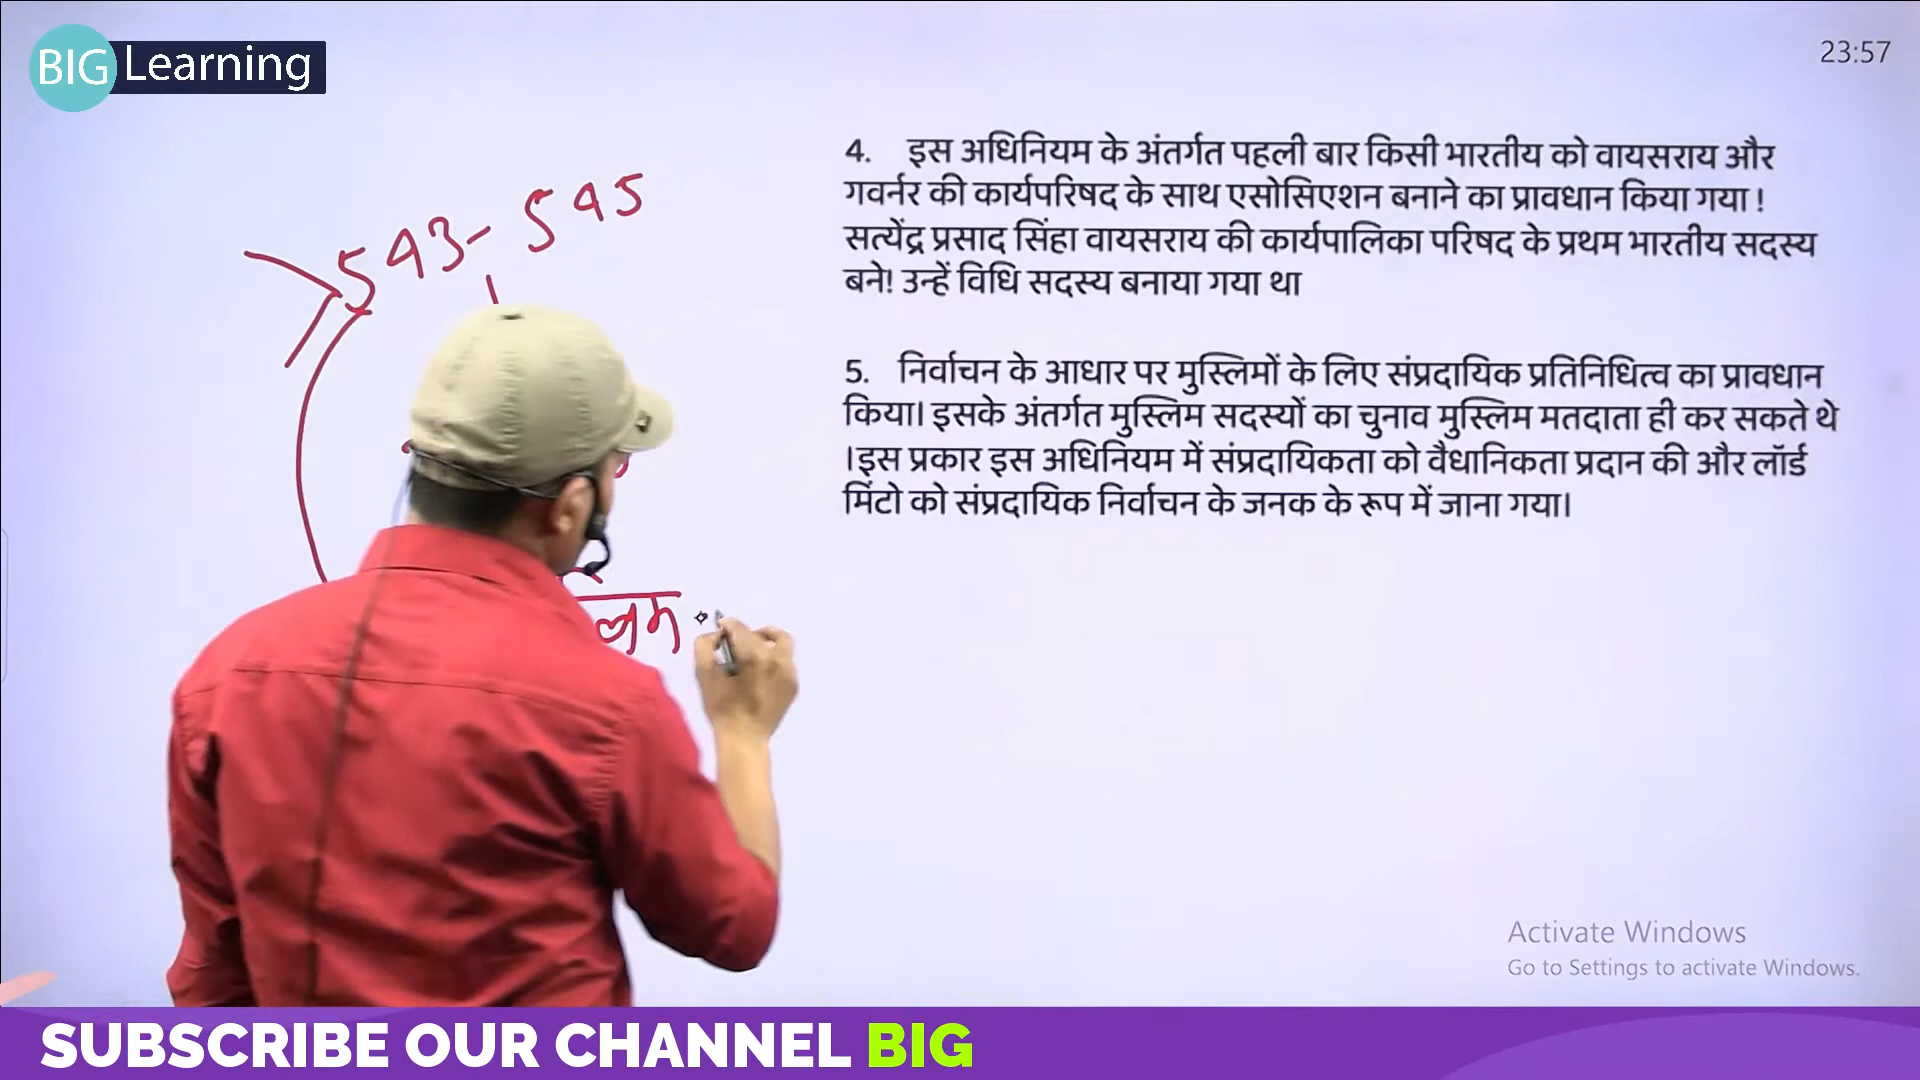 BIG Learning
23:57
543- 545
4. इस अधिनियम के अंतर्गत पहली बार किसी भारतीय को वायसराय और
गवर्नर की कार्यपरिषद के साथ एसोसिएशन बनाने का प्रावधान किया गया !
सत्येंद्र प्रसाद सिंहा वायसराय की कार्यपालिका परिषद के प्रथम भारतीय सदस्य
बने! उन्हें विधि सदस्य बनाया गया था
5. निर्वाचन के आधार पर मुस्लिमों के लिए संप्रदायिक प्रतिनिधित्व का प्रावधान
किया। इसके अंतर्गत मुस्लिम सदस्यों का चुनाव मुस्लिम मतदाता ही कर सकते थे
।इस प्रकार इस अधिनियम में संप्रदायिकता को वैधानिकता प्रदान की और लॉर्ड
मिंटो को संप्रदायिक निर्वाचन के जनक के रूप में जाना गया।
Activate Windows
Go to Settings to activate Windows.
SUBSCRIBE OUR CHANNEL BIG